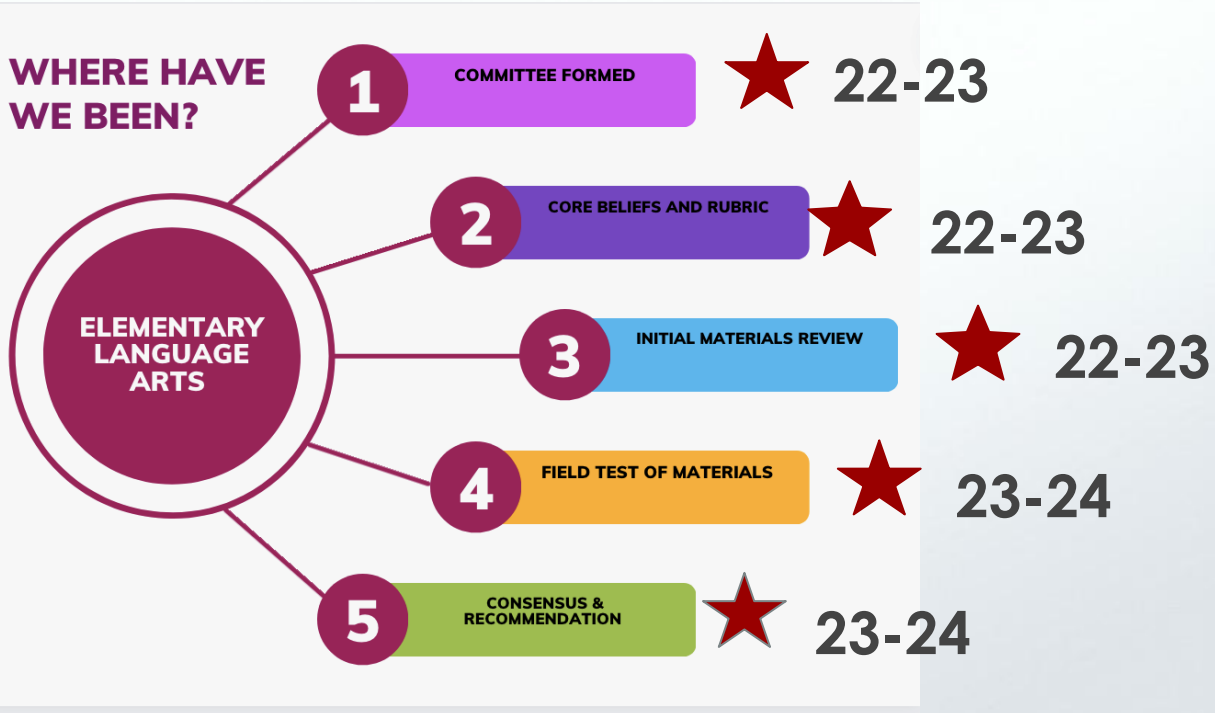 WHERE HAVE
WE BEEN?
1
COMMITTEE FORMED
22-23
2
CORE BELIEFS AND RUBRIC
22-23
ELEMENTARY
LANGUAGE
ARTS
3
INITIAL MATERIALS REVIEW
22-23
4
FIELD TEST OF MATERIALS
23-24
5
CONSENSUS &
RECOMMENDATION
23-24